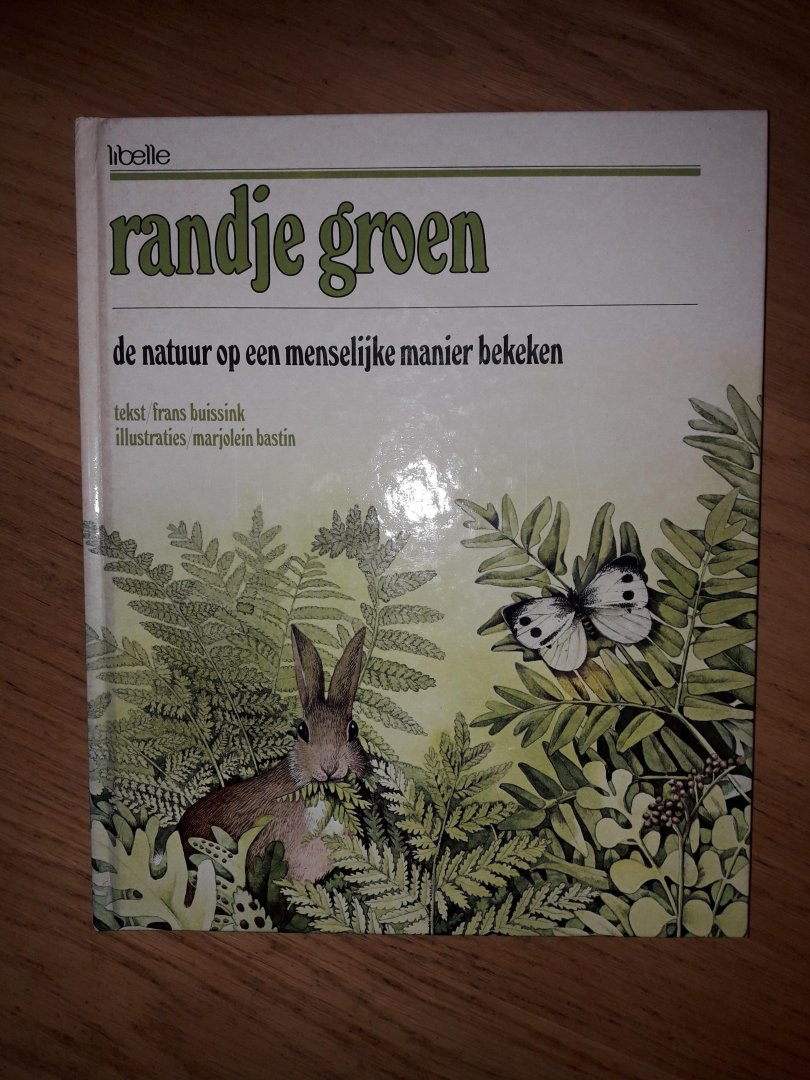 libelle
randje groen
de natuur op een menselijke manier bekeken
tekst/frans buissink
illustraties/marjolein bastin